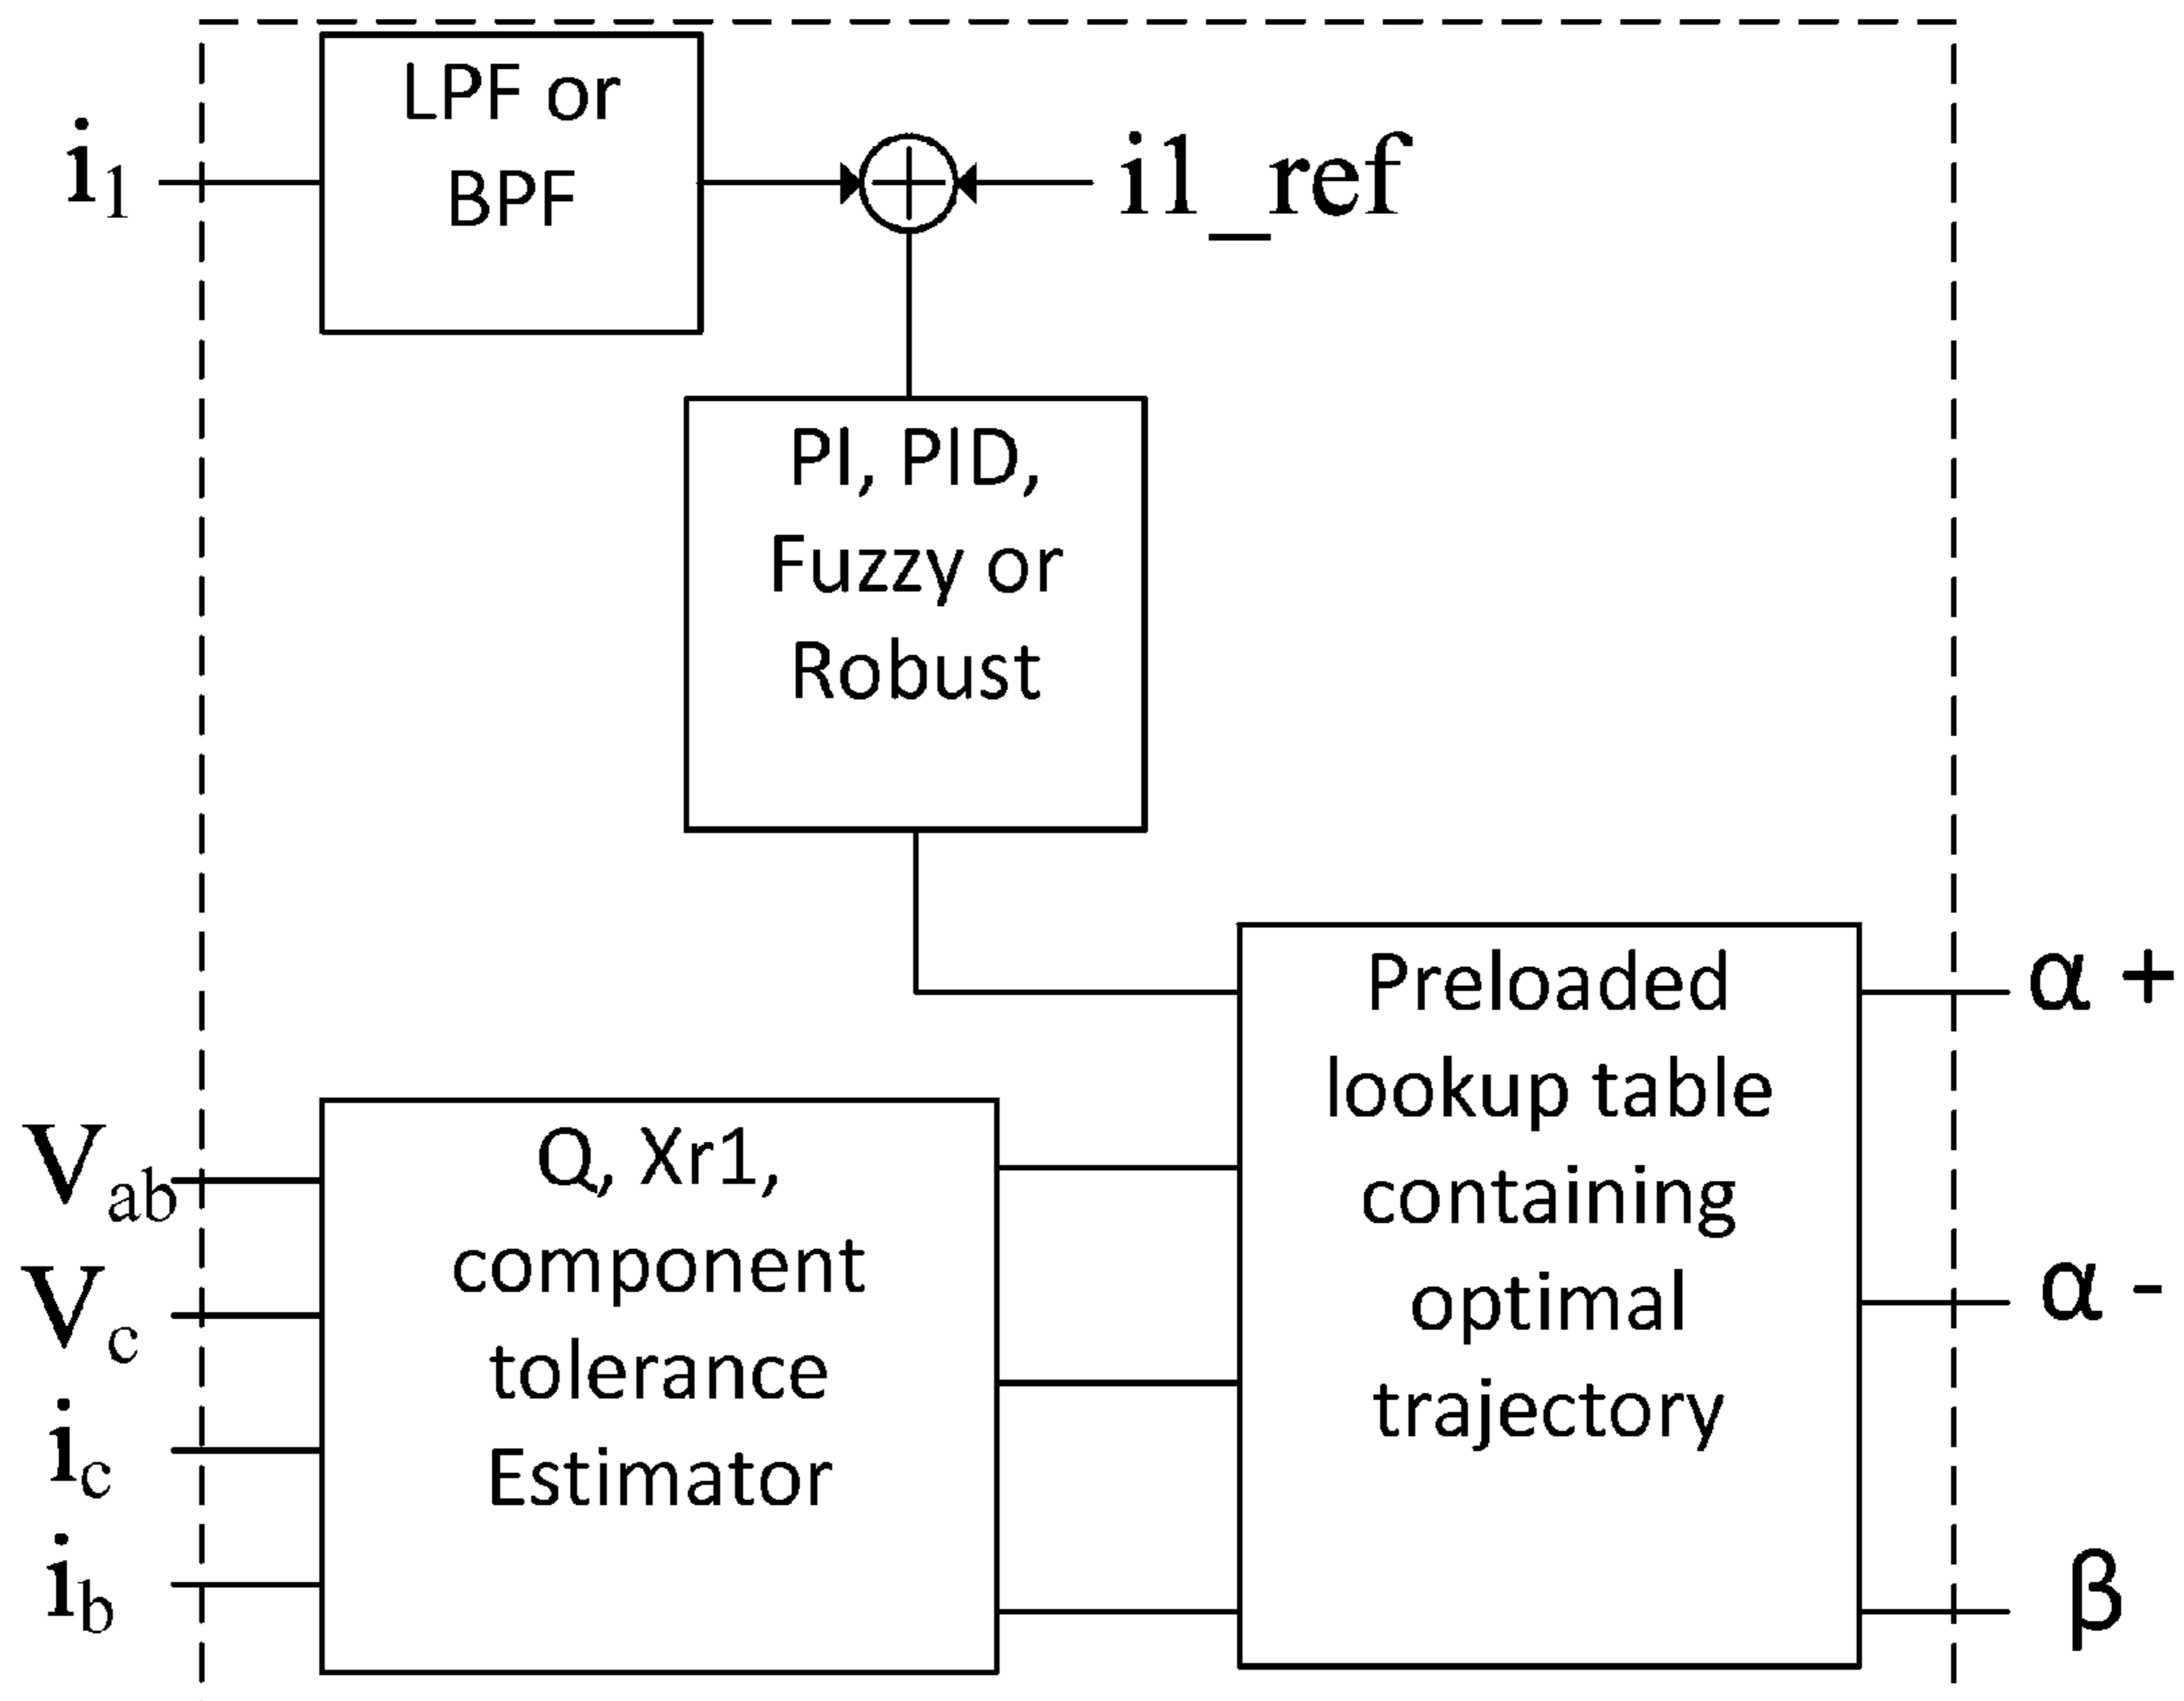 LPF or
BPF
i1
i1_ref
PI, PID,
Fuzzy or
Robust
Preloaded
lookup table
containing
optimal
trajectory
α +
α -
β
Q, Xr1,
component
tolerance
Estimator
Vab
Vc
ic
ib